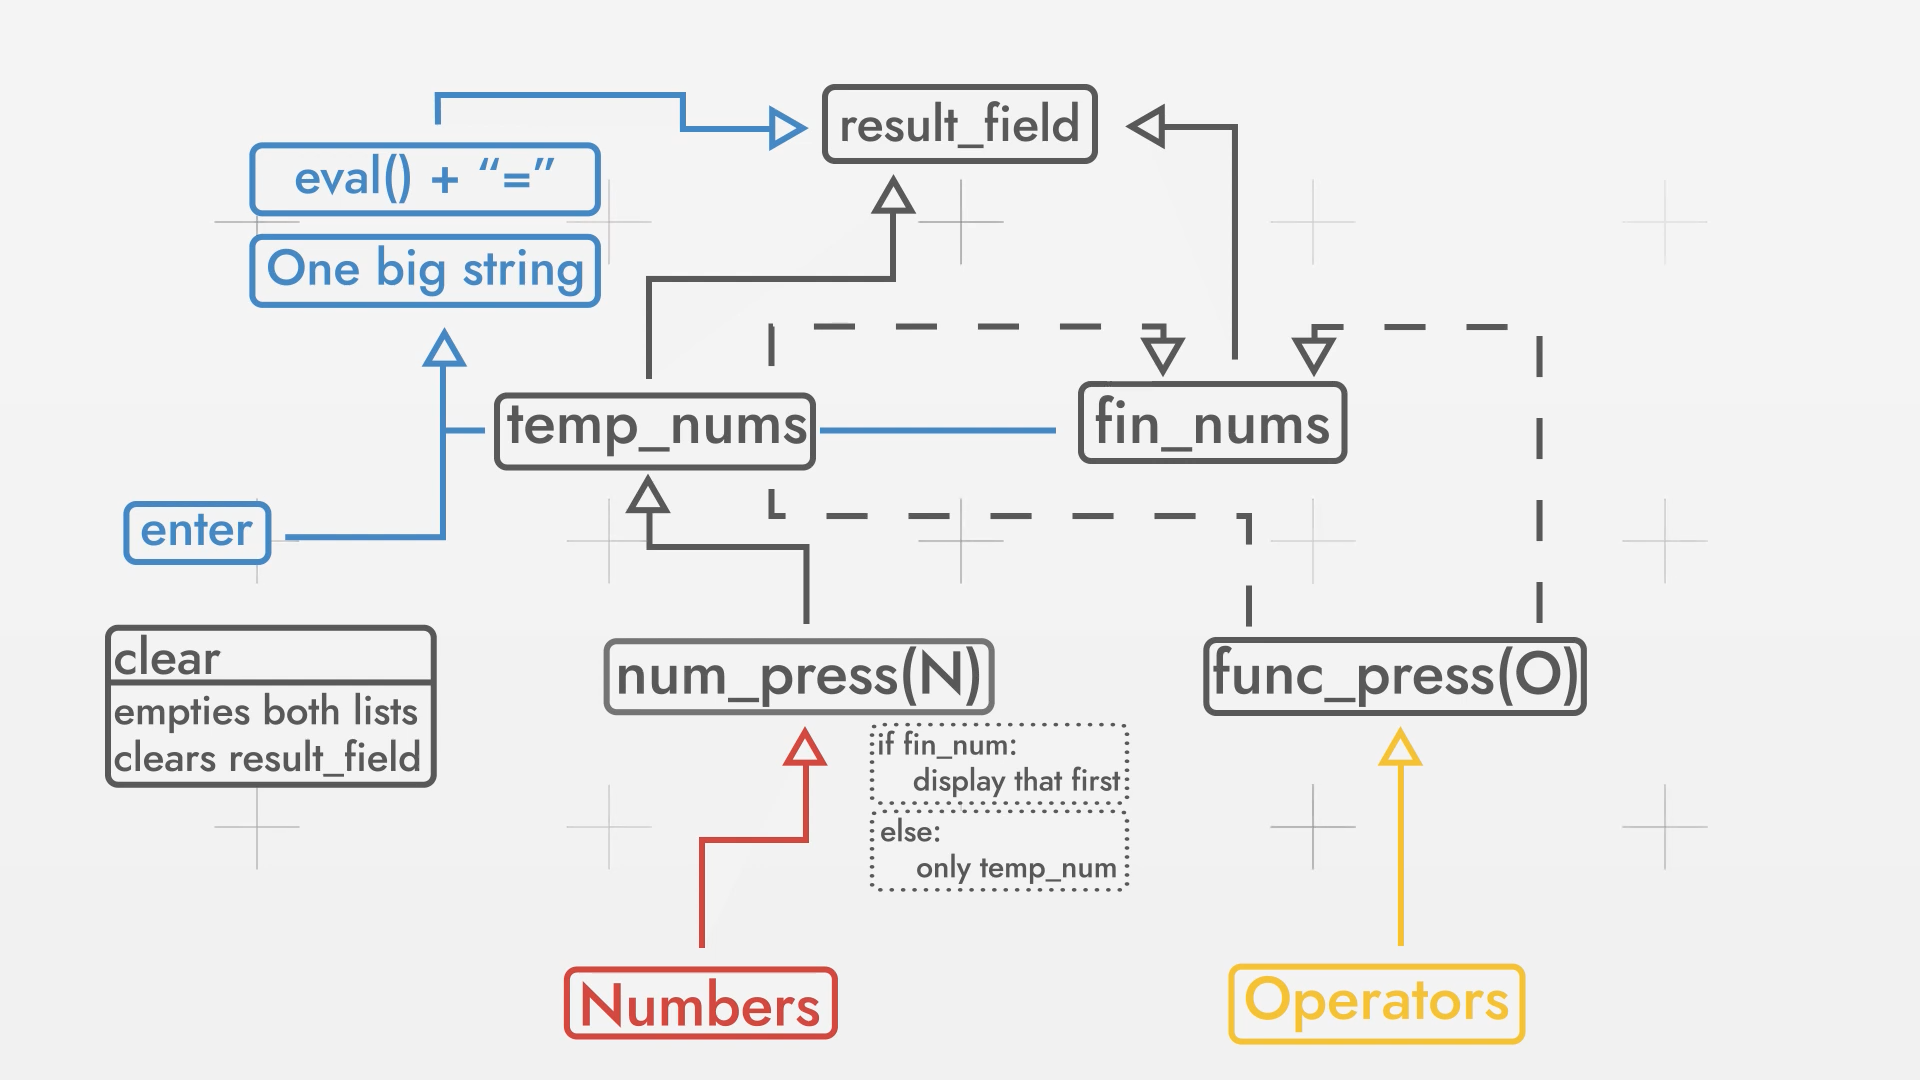 result_field
eval() + “=”
One big string
temp_nums
fin_nums
enter
clear
empties both lists
clears result_field
num_press(N)
func_press(O)
if fin_num:
display that first
else:
only temp_num
Numbers
Operators